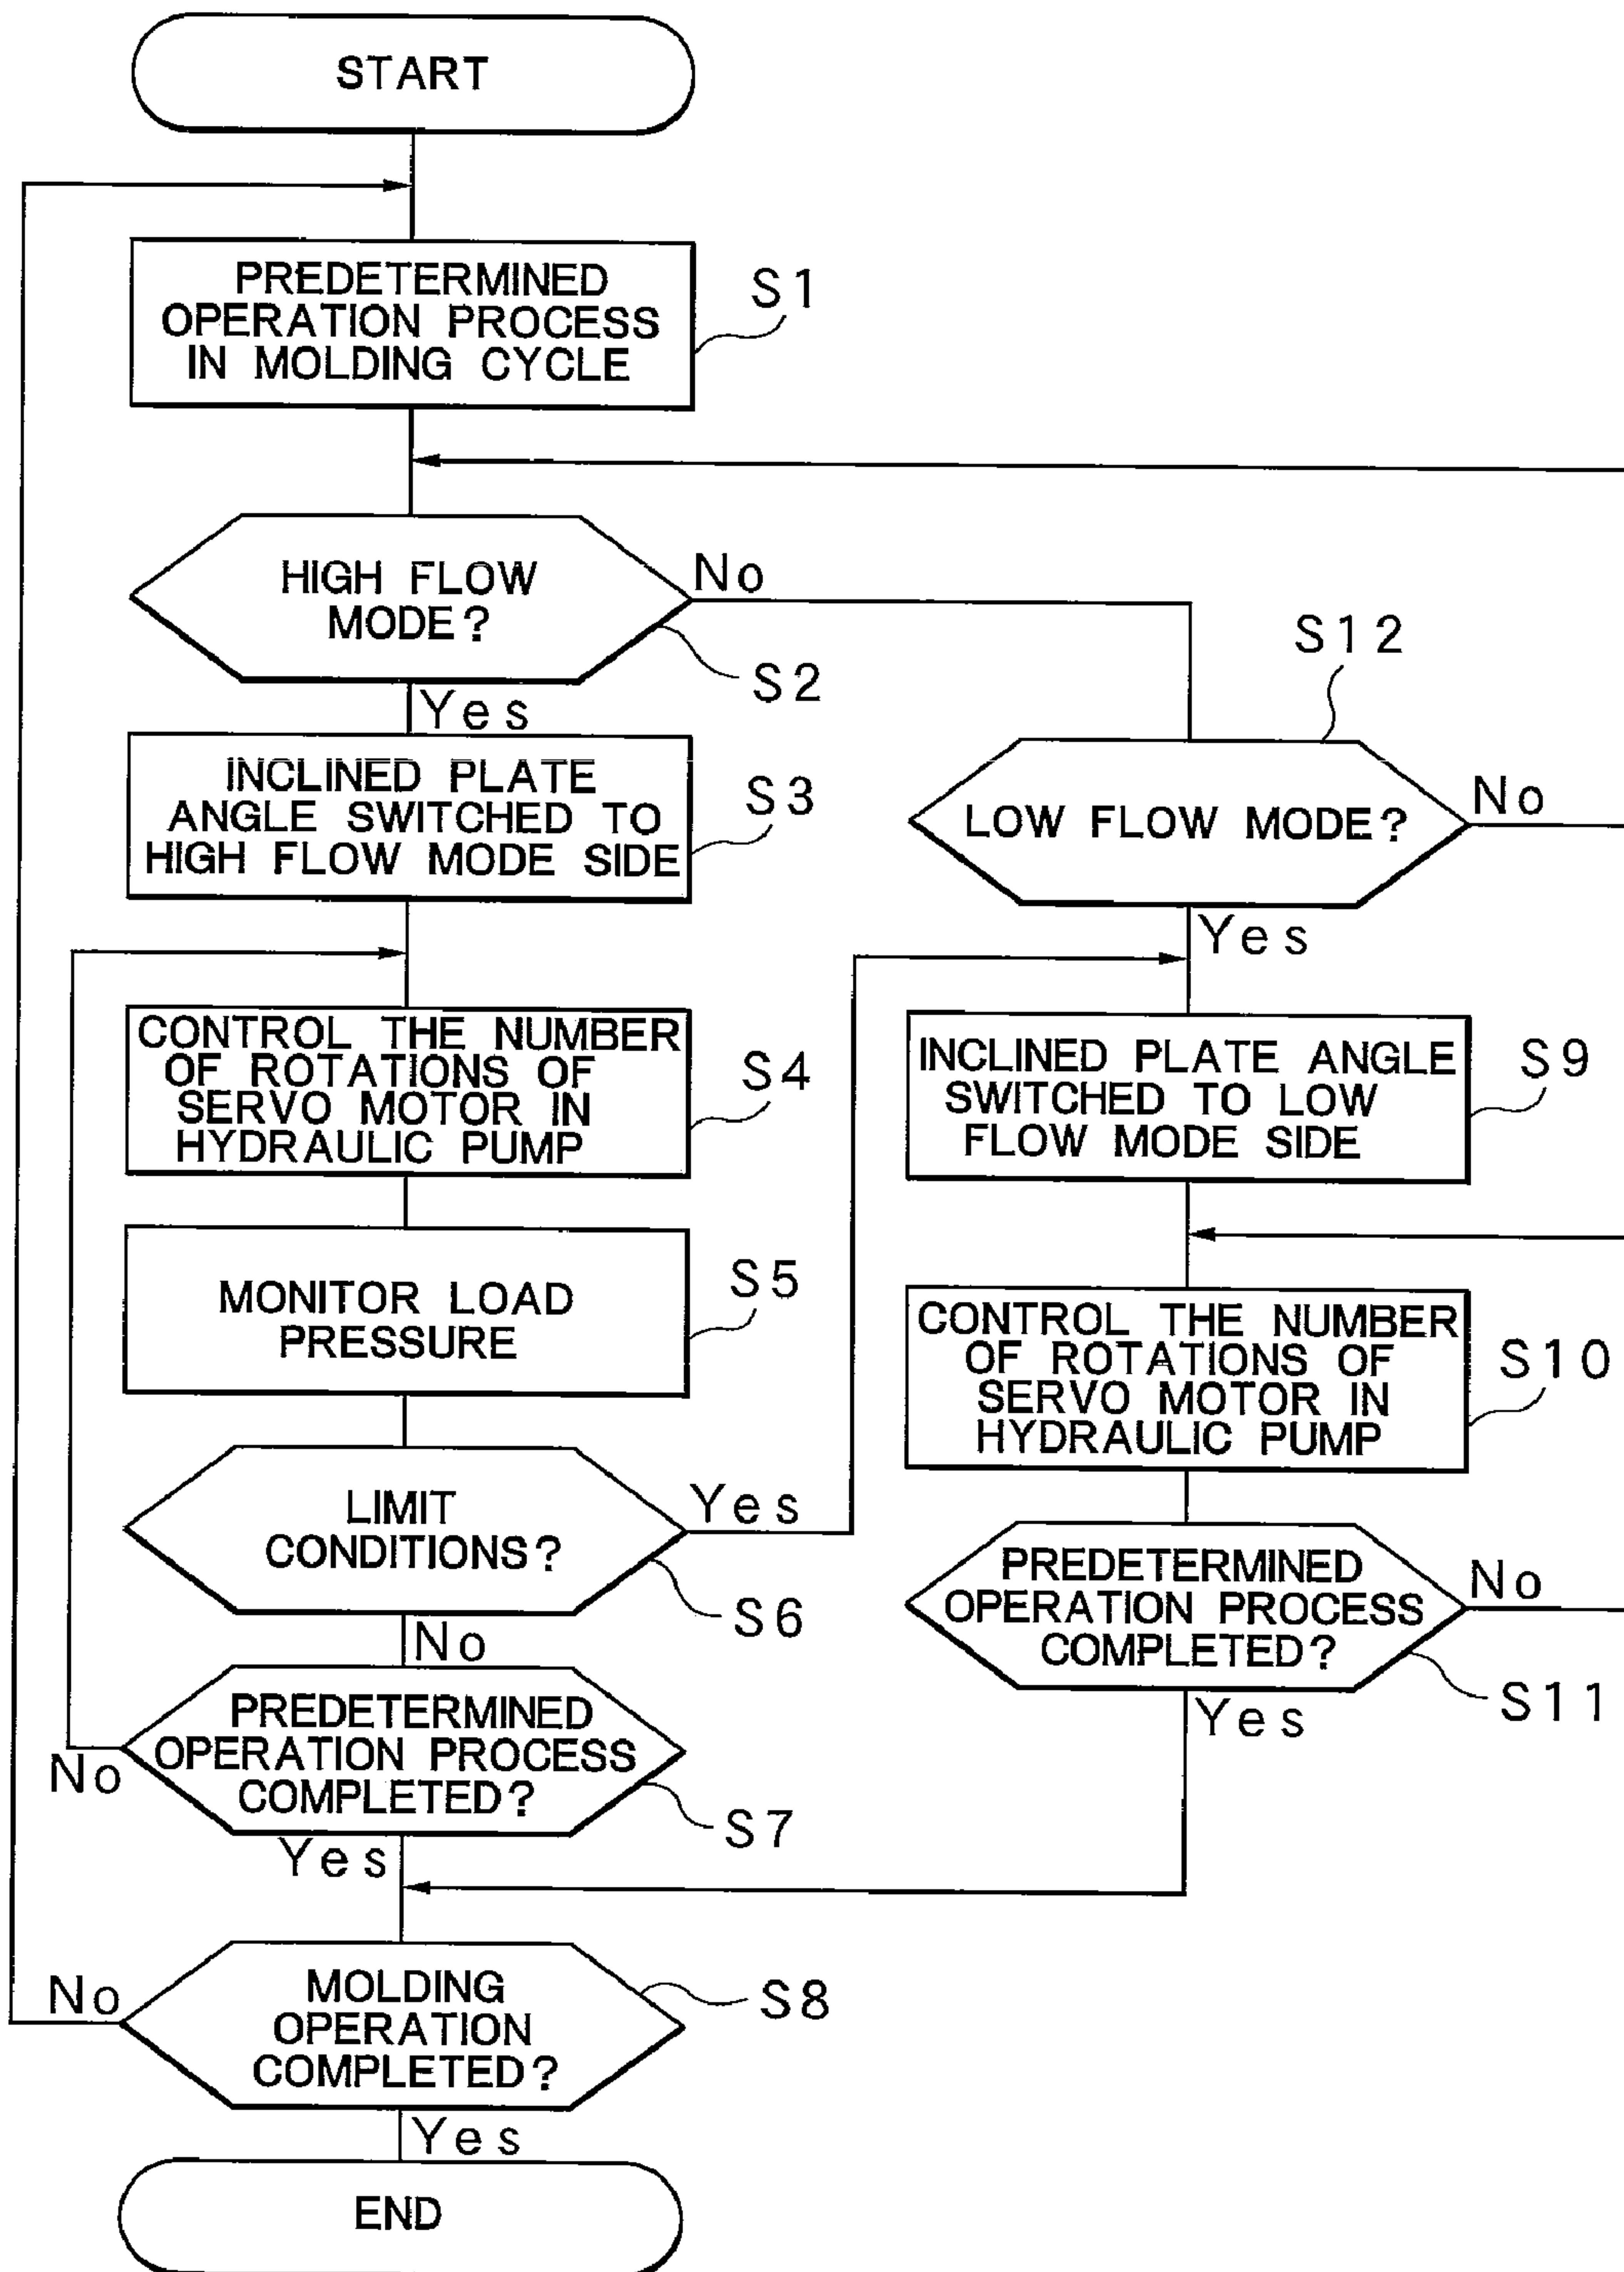 START
PREDETERMINED
OPERATION PROCESS
IN MOLDING CYCLE
S1
HIGH FLOW
MODE?
No
S2
Yes
INCLINED PLATE
ANGLE SWITCHED TO
HIGH FLOW MODE SIDE
S3
CONTROL THE NUMBER
OF ROTATIONS OF
SERVO MOTOR IN
HYDRAULIC PUMP
S4
MONITOR LOAD
PRESSURE
S5
LIMIT
CONDITIONS?
Yes
S6
No
PREDETERMINED
OPERATION PROCESS
COMPLETED?
No
S7
Yes
MOLDING
OPERATION
COMPLETED?
No
S8
Yes
END
S12
LOW FLOW MODE?
No
Yes
INCLINED PLATE ANGLE
SWITCHED TO LOW
FLOW MODE SIDE
S9
CONTROL THE NUMBER
OF ROTATIONS OF
SERVO MOTOR IN
HYDRAULIC PUMP
S10
PREDETERMINED
OPERATION PROCESS
COMPLETED?
No
S11
Yes